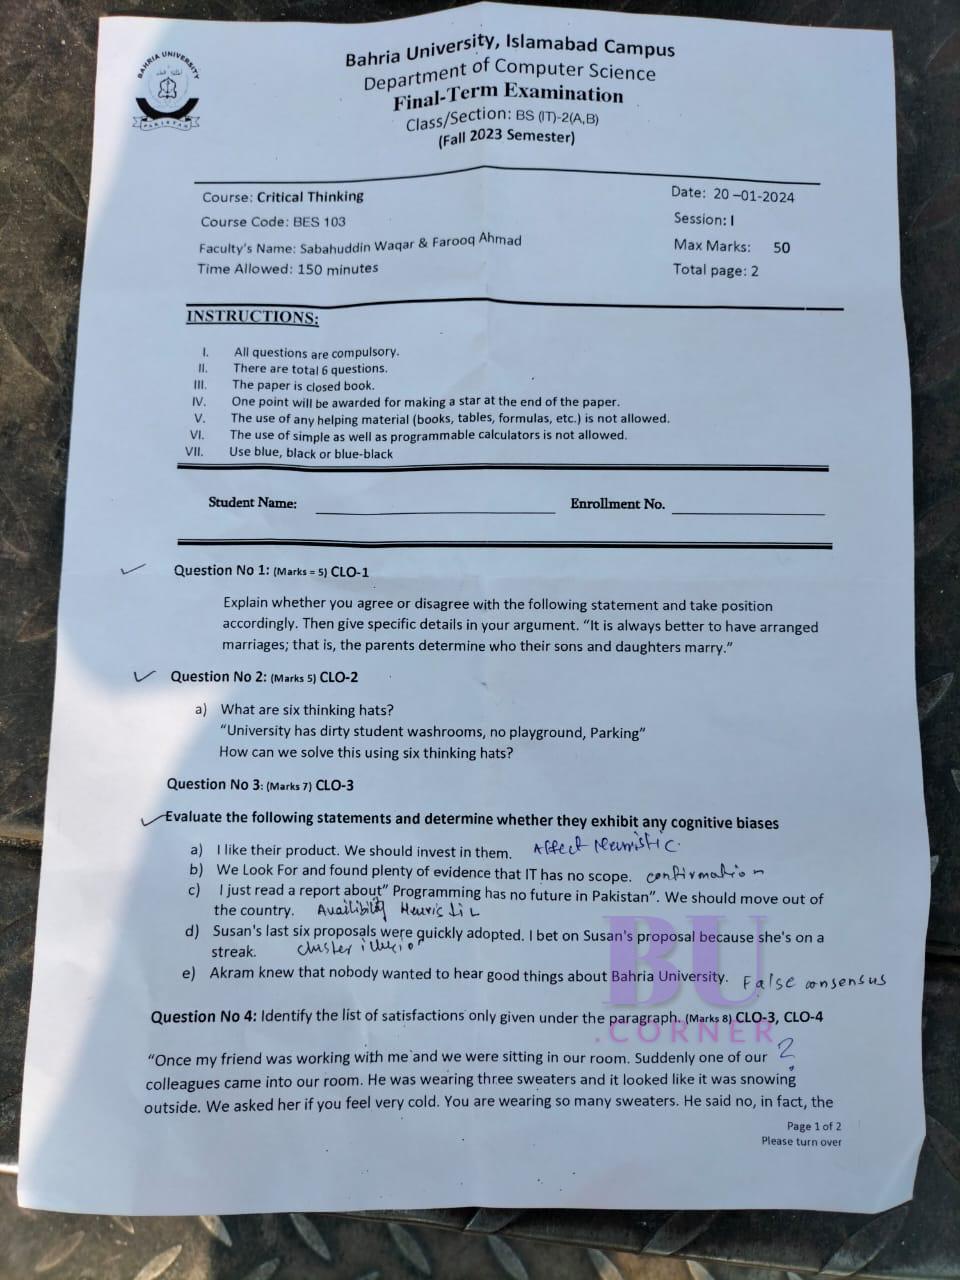 BAHRIA UNIVERSITY
PAKISTAN
Bahria University, Islamabad Campus
Department of Computer Science
Final-Term Examination
Class/Section: BS (IT)-2(A,B)
(Fall 2023 Semester)
Course: Critical Thinking
Date: 20 –01-2024
Course Code: BES 103
Session: I
Faculty's Name: Sabahuddin Waqar & Farooq Ahmad
Max Marks: 50
Time Allowed: 150 minutes
Total page: 2
INSTRUCTIONS:
I. All questions are compulsory.
II. There are total 6 questions.
III. The paper is closed book.
IV. One point will be awarded for making a star at the end of the paper.
V. The use of any helping material (books, tables, formulas, etc.) is not allowed.
VI. The use of simple as well as programmable calculators is not allowed.
VII. Use blue, black or blue-black
Student Name:
Enrollment No.
Question No 1: (Marks = 5) CLO-1
Explain whether you agree or disagree with the following statement and take position
accordingly. Then give specific details in your argument. "It is always better to have arranged
marriages; that is, the parents determine who their sons and daughters marry."
Question No 2: (Marks 5) CLO-2
a) What are six thinking hats?
"University has dirty student washrooms, no playground, Parking"
How can we solve this using six thinking hats?
Question No 3: (Marks 7) CLO-3
Evaluate the following statements and determine whether they exhibit any cognitive biases
a) I like their product. We should invest in them. Affect Heuristic
b) We Look For and found plenty of evidence that IT has no scope. confirmation
c) I just read a report about" Programming has no future in Pakistan". We should move out of
the country. Heuristic
d) Susan's last six proposals were quickly adopted. I bet on Susan's proposal because she's on a
streak. cluster
e) Akram knew that nobody wanted to hear good things about Bahria University. False consensus
BU
.CORNER
Question No 4: Identify the list of satisfactions only given under the paragraph. (Marks 8) CLO-3, CLO-4
"Once my friend was working with me and we were sitting in our room. Suddenly one of our ?
colleagues came into our room. He was wearing three sweaters and it looked like it was snowing
outside. We asked her if you feel very cold. You are wearing so many sweaters. He said no, in fact, the
Page 1 of 2
Please turn over